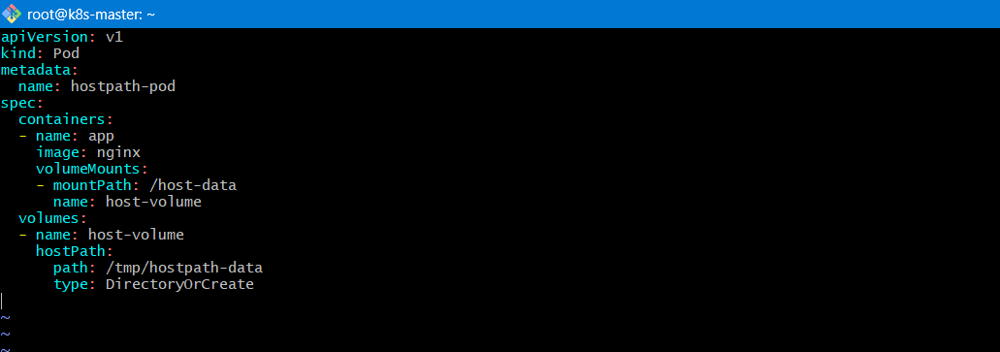 root@k8s-master: ~
apiVersion: v1
kind: Pod
metadata:
  name: hostpath-pod
spec:
  containers:
  - name: app
    image: nginx
    volumeMounts:
    - mountPath: /host-data
      name: host-volume
  volumes:
  - name: host-volume
    hostPath:
      path: /tmp/hostpath-data
      type: DirectoryOrCreate
~
~
~